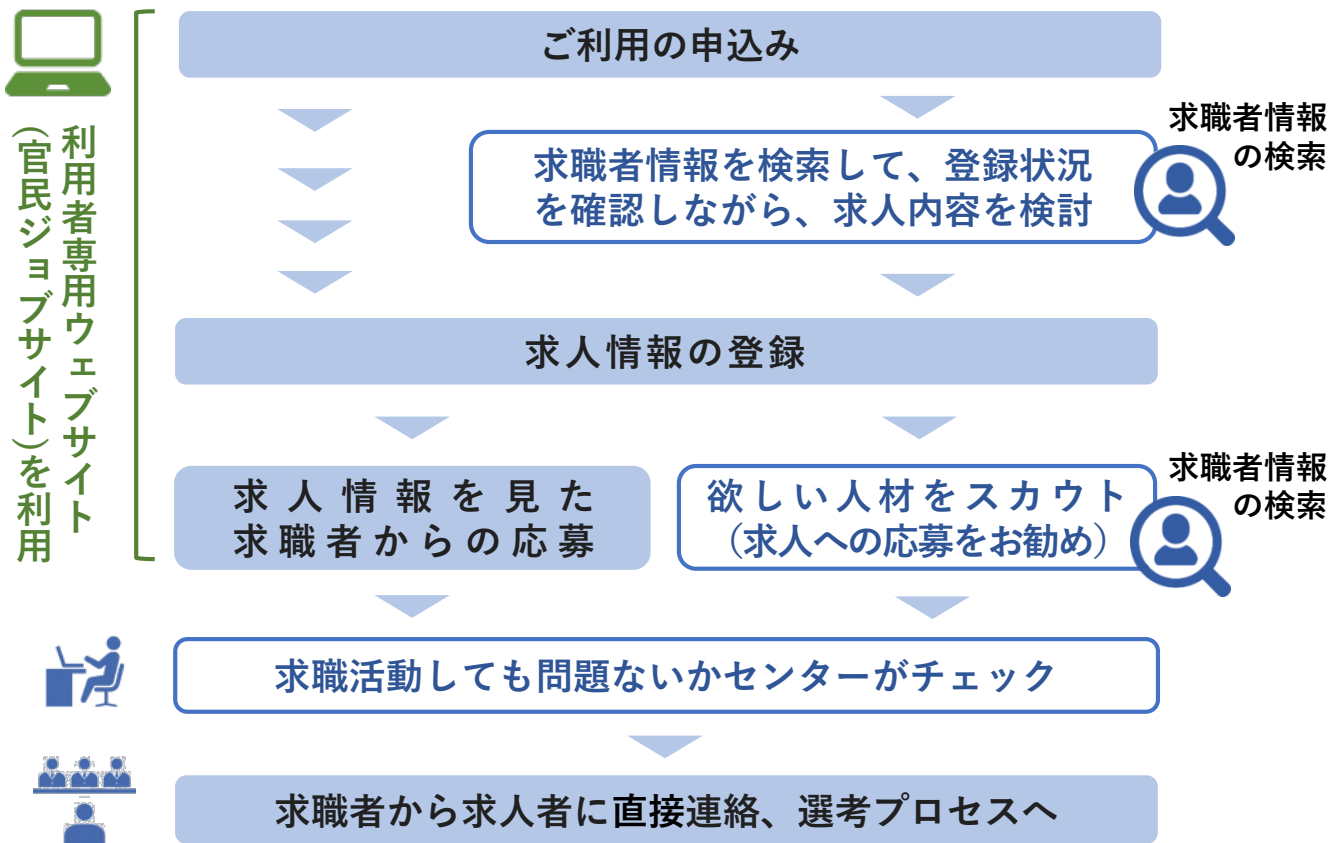 利用者専用ウェブサイト
(官民ジョブサイト)を利用
ご利用の申込み
求職者情報
の検索
求職者情報を検索して、登録状況
を確認しながら、求人内容を検討
求人情報の登録
求人情報を見た
求職者からの応募
欲しい人材をスカウト
(求人への応募をお勧め)
求職者情報
の検索
求職活動しても問題ないかセンターがチェック
求職者から求人者に直接連絡、選考プロセスへ